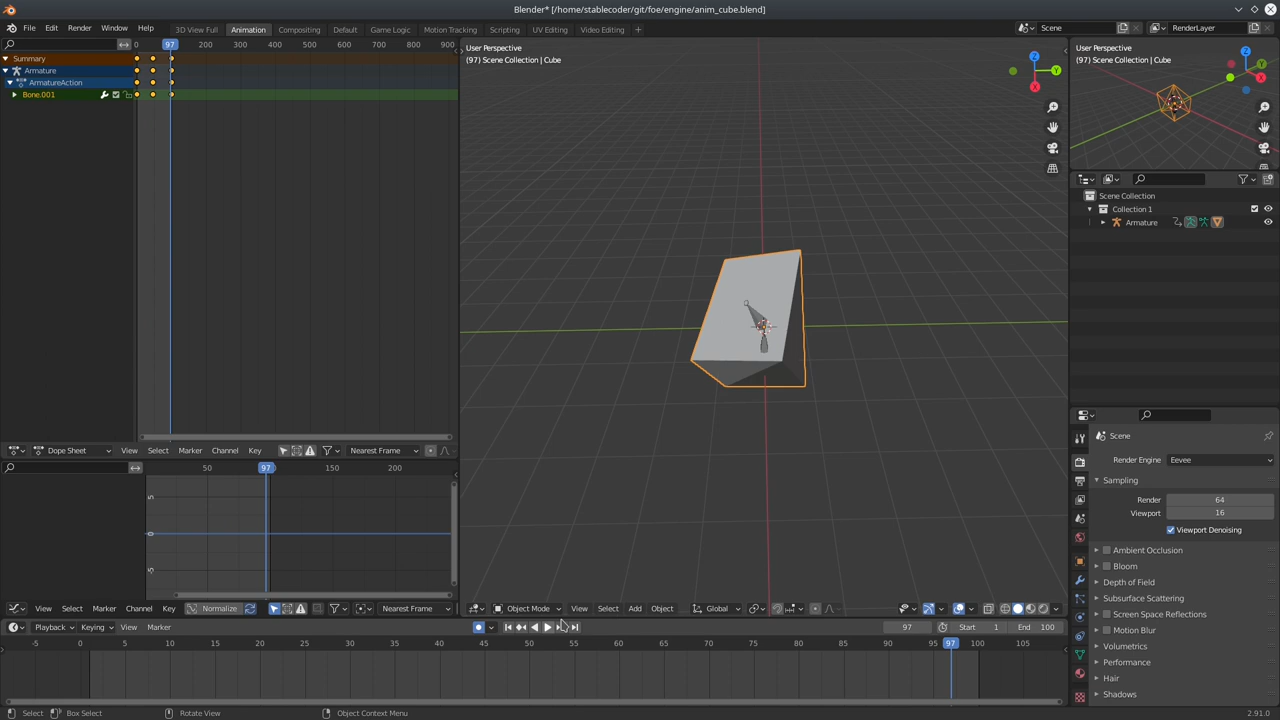 Blender* [/home/stablecoder/git/foe/engine/anim_cube.blend]
File Edit Render Window Help 3D View Full Animation Compositing Default Game Logic Motion Tracking Scripting UV Editing Video Editing + Scene RenderLayer
0 97 200 300 400 500 600 700 800 900
Summary
Armature
ArmatureAction
Bone.001
User Perspective
(97) Scene Collection | Cube
Z
Y
X
User Perspective
(97) Scene Collection | Cube
Z
Y
X
Scene Collection
Collection 1
Armature
Scene
Render Engine Eevee
Sampling
Render 64
Viewport 16
Viewport Denoising
Ambient Occlusion
Bloom
Depth of Field
Subsurface Scattering
Screen Space Reflections
Motion Blur
Volumetrics
Performance
Hair
Shadows
Dope Sheet View Select Marker Channel Key Nearest Frame
50 97 150 200
5
0
-5
View Select Marker Channel Key Normalize Nearest Frame
Object Mode View Select Add Object Global
Playback Keying View Marker 97 Start 1 End 100
-5 0 5 10 15 20 25 30 35 40 45 50 55 60 65 70 75 80 85 90 95 97 100 105
Select Box Select Rotate View Object Context Menu 2.91.0